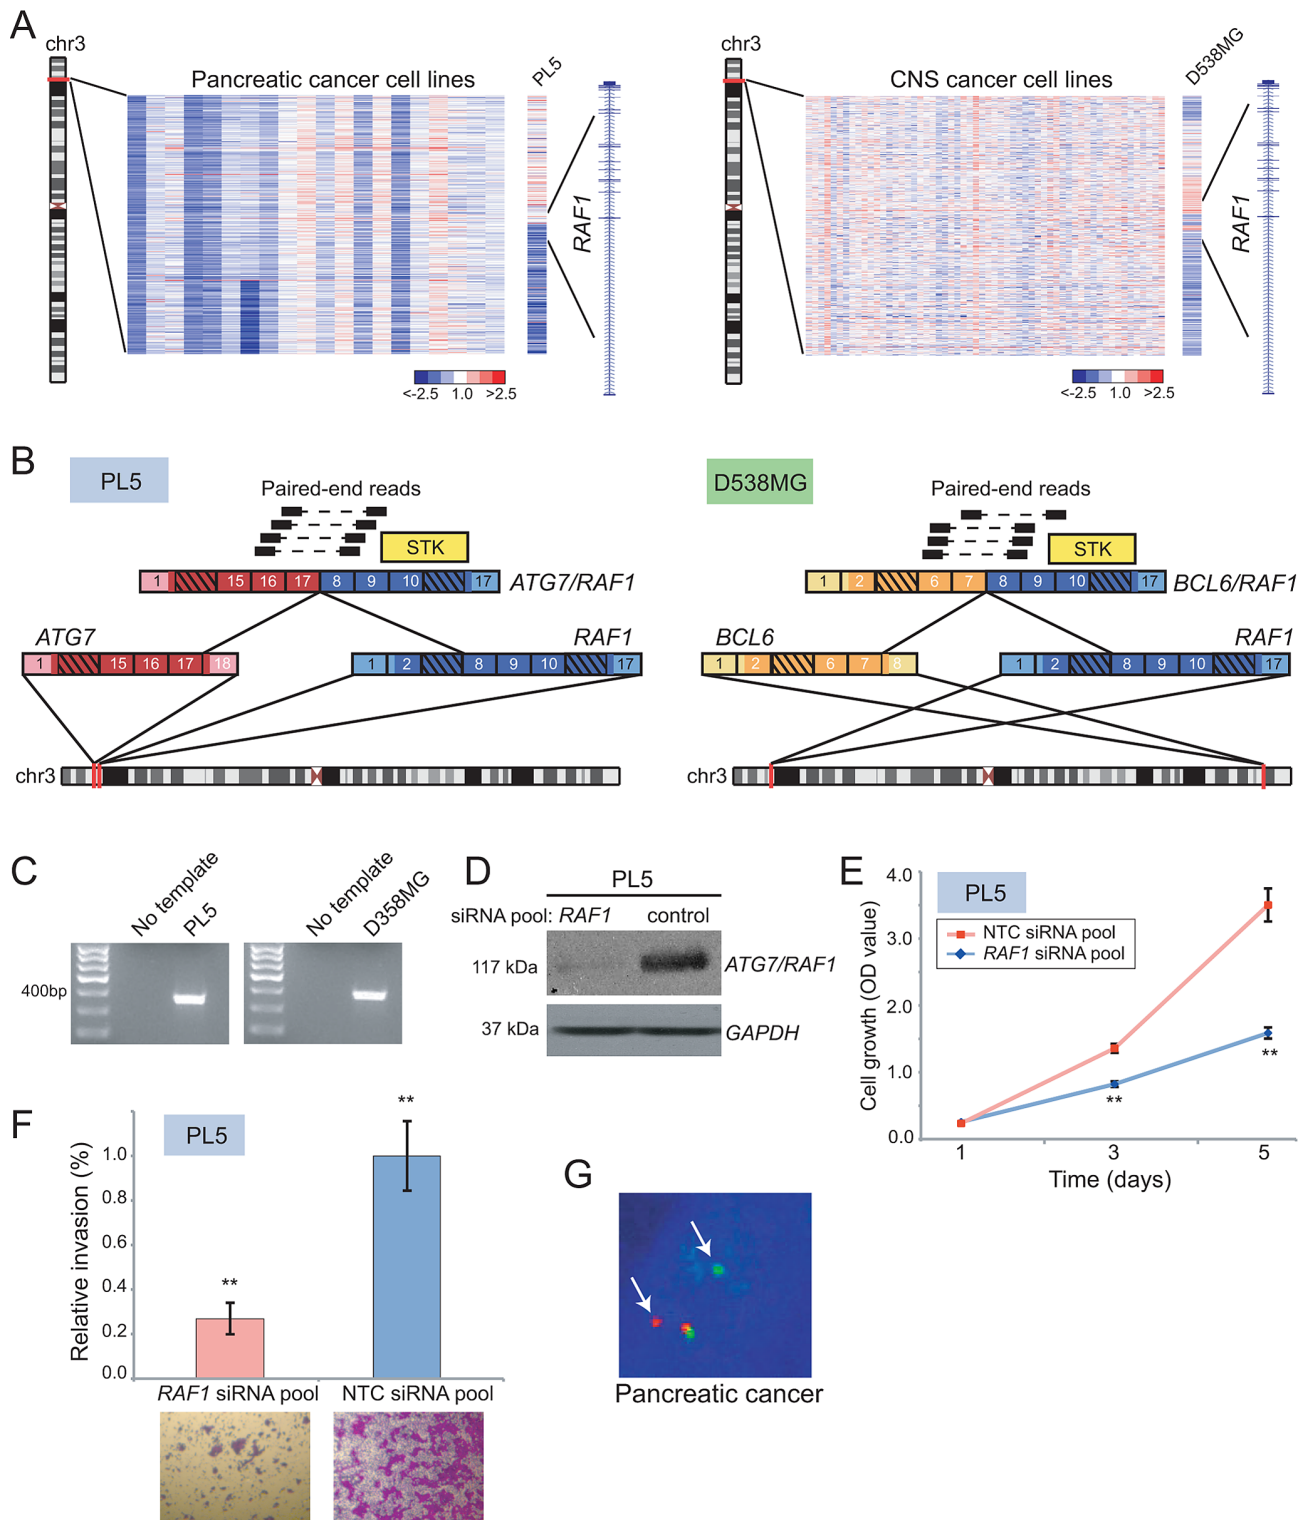 A
chr3
Pancreatic cancer cell lines
PL5
RAF1
<-2.5 1.0 >2.5
chr3
CNS cancer cell lines
D538MG
RAF1
<-2.5 1.0 >2.5
B
PL5
Paired-end reads
STK
1 15 16 17 8 9 10 17 ATG7/RAF1
ATG7 RAF1
1 15 16 17 18 1 2 8 9 10 17
chr3
D538MG
Paired-end reads
STK
1 2 6 7 8 9 10 17 BCL6/RAF1
BCL6 RAF1
1 2 6 7 8 1 2 8 9 10 17
chr3
C
No template
PL5
No template
D358MG
400bp
D
PL5
siRNA pool: RAF1 control
117 kDa ATG7/RAF1
37 kDa GAPDH
E
PL5
NTC siRNA pool
RAF1 siRNA pool
Cell growth (OD value)
4.0
3.0
2.0
1.0
0.0
**
**
1 3 5
Time (days)
F
PL5
Relative invasion (%)
1.0
0.8
0.6
0.4
0.2
0.0
**
**
RAF1 siRNA pool NTC siRNA pool
G
Pancreatic cancer